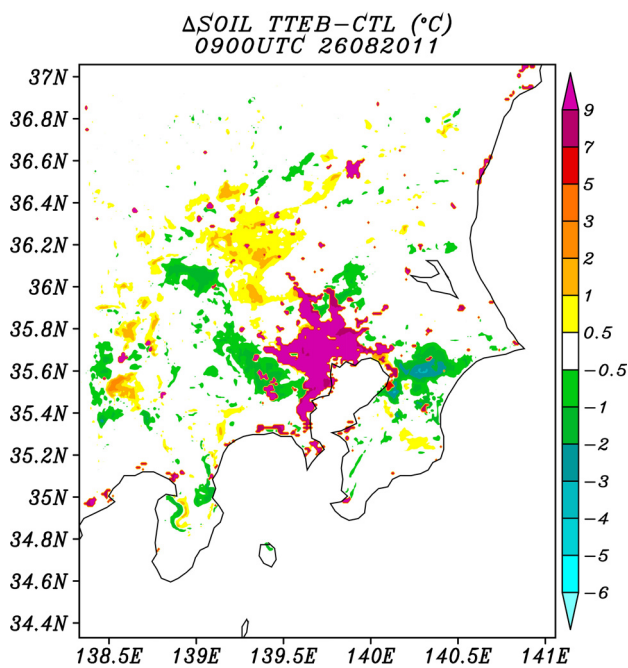 ΔSOIL TTEB-CTL (°C)
0900UTC 26082011
37N
36.8N
36.6N
36.4N
36.2N
36N
35.8N
35.6N
35.4N
35.2N
35N
34.8N
34.6N
34.4N
138.5E 139E 139.5E 140E 140.5E 141E
9
7
5
3
2
1
0.5
-0.5
-1
-2
-3
-4
-5
-6